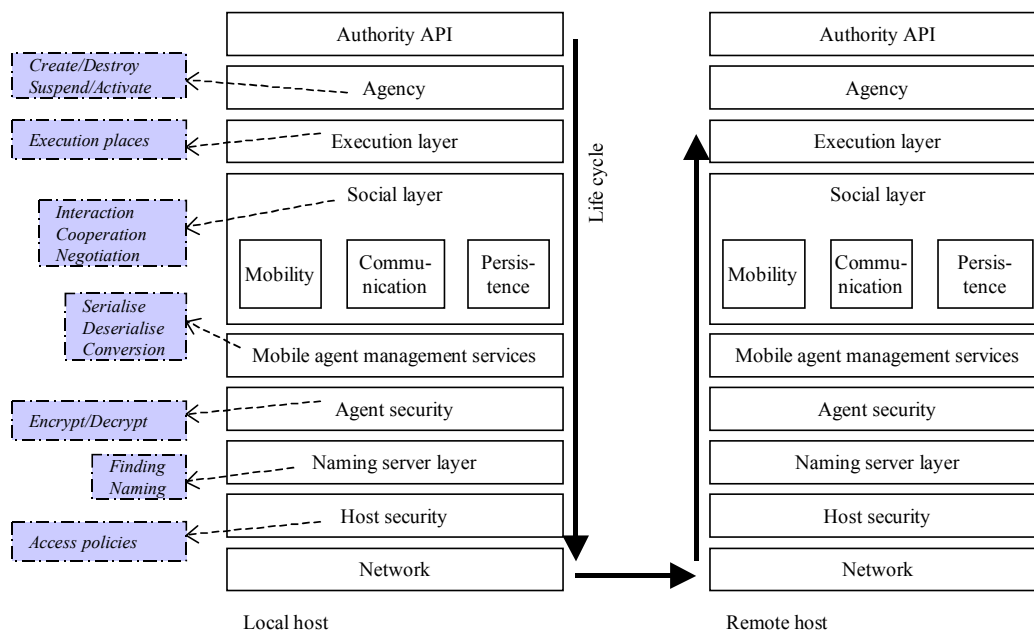 Authority API
Authority API
Create/Destroy
Suspend/Activate
Agency
Agency
Execution places
Execution layer
Execution layer
Life cycle
Interaction
Cooperation
Negotiation
Social layer
Social layer
Mobility
Commu-
nication
Persis-
tence
Mobility
Commu-
nication
Persis-
tence
Serialise
Deserialise
Conversion
Mobile agent management services
Mobile agent management services
Encrypt/Decrypt
Agent security
Agent security
Finding
Naming
Naming server layer
Naming server layer
Access policies
Host security
Host security
Network
Network
Local host
Remote host